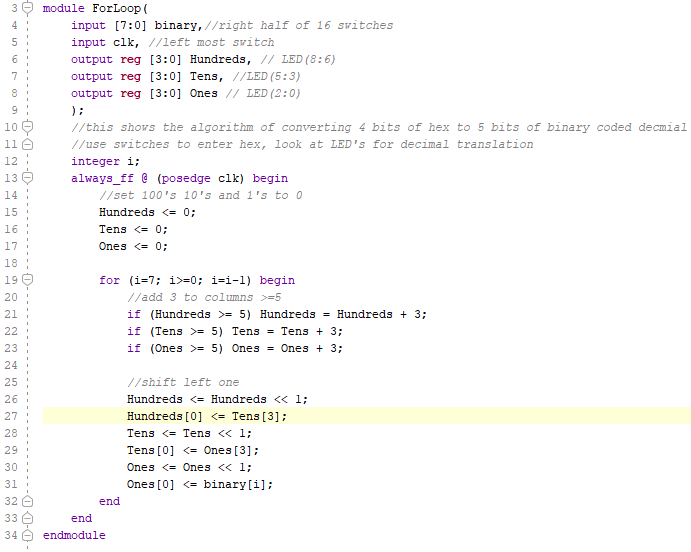 3 module ForLoop(
4 input [7:0] binary,//right half of 16 switches
5 input clk, //left most switch
6 output reg [3:0] Hundreds, // LED(8:6)
7 output reg [3:0] Tens, //LED(5:3)
8 output reg [3:0] Ones // LED(2:0)
9 );
10 //this shows the algorithm of converting 4 bits of hex to 5 bits of binary coded decmial
11 //use switches to enter hex, look at LED's for decimal translation
12 integer i;
13 always_ff @ (posedge clk) begin
14 //set 100's 10's and 1's to 0
15 Hundreds <= 0;
16 Tens <= 0;
17 Ones <= 0;
18
19 for (i=7; i>=0; i=i-1) begin
20 //add 3 to columns >=5
21 if (Hundreds >= 5) Hundreds = Hundreds + 3;
22 if (Tens >= 5) Tens = Tens + 3;
23 if (Ones >= 5) Ones = Ones + 3;
24
25 //shift left one
26 Hundreds <= Hundreds << 1;
27 Hundreds[0] <= Tens[3];
28 Tens <= Tens << 1;
29 Tens[0] <= Ones[3];
30 Ones <= Ones << 1;
31 Ones[0] <= binary[i];
32 end
33 end
34 endmodule